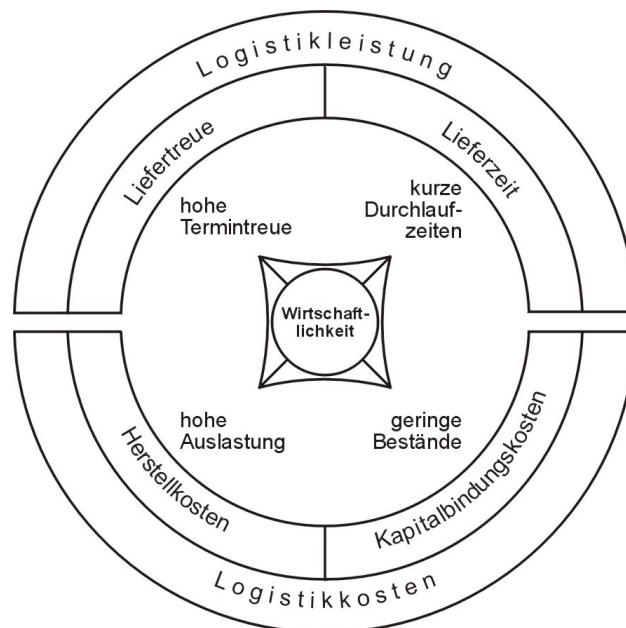 Logistikleistung
Liefertreue
Lieferzeit
hohe
Termintreue
kurze
Durchlauf-
zeiten
Wirtschaft-
lichkeit
hohe
Auslastung
geringe
Bestände
Herstellkosten
Kapitalbindungskosten
Logistikkosten